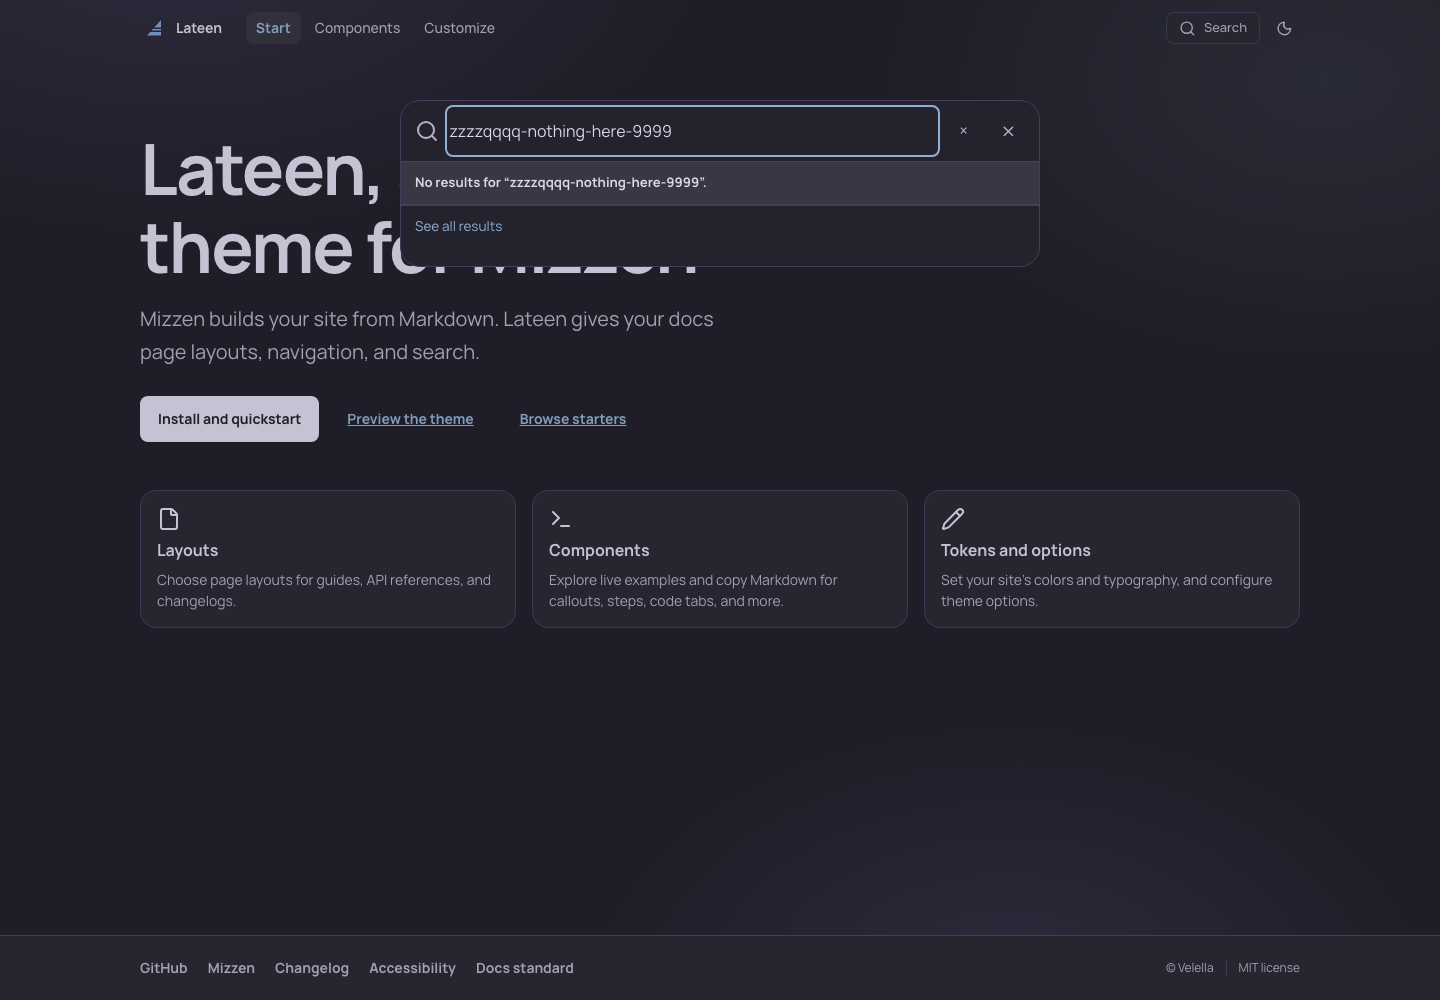 Lateen
Start
Components
Customize
Search
zzzzqqqq-nothing-here-9999
No results for “zzzzqqqq-nothing-here-9999”.
See all results
Lateen,
theme for Mizzen
Mizzen builds your site from Markdown. Lateen gives your docs
page layouts, navigation, and search.
Install and quickstart
Preview the theme
Browse starters
Layouts
Choose page layouts for guides, API references, and
changelogs.
Components
Explore live examples and copy Markdown for
callouts, steps, code tabs, and more.
Tokens and options
Set your site’s colors and typography, and configure
theme options.
GitHub
Mizzen
Changelog
Accessibility
Docs standard
© Velella
MIT license